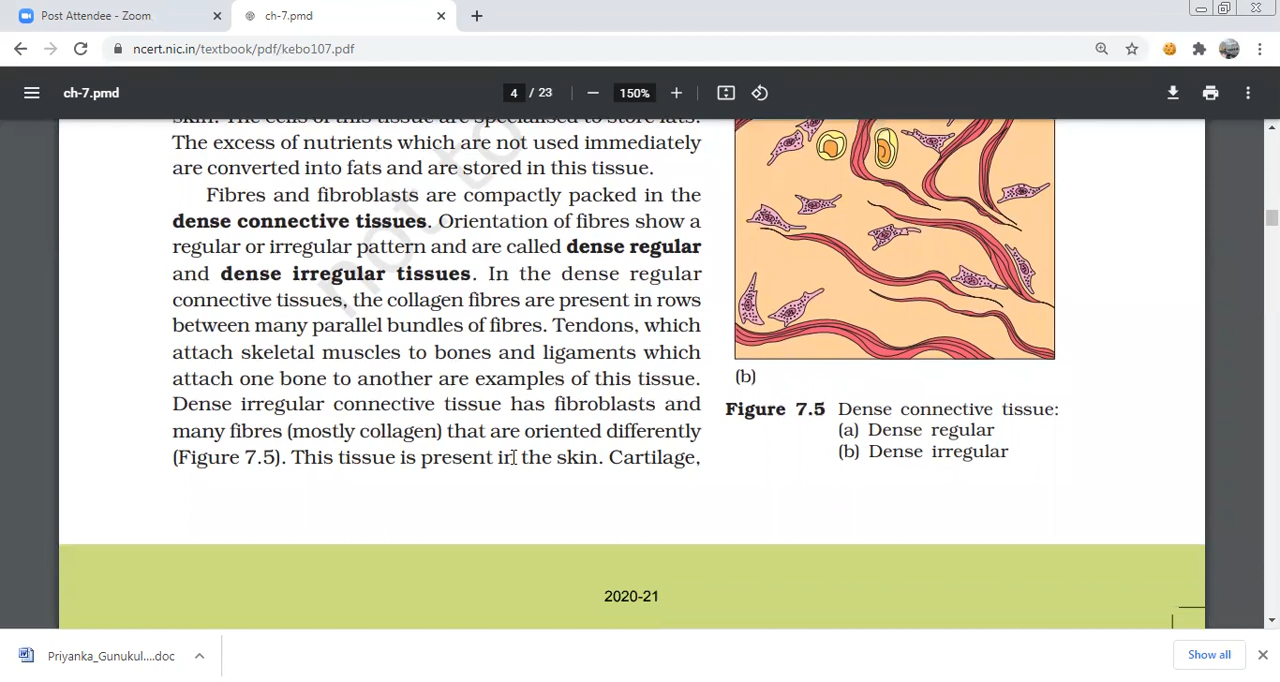 Post Attendee - Zoom
ch-7.pmd
ncert.nic.in/textbook/pdf/kebo107.pdf
ch-7.pmd
4 / 23
150%
skin. The cells of this tissue are specialised to store fats.
The excess of nutrients which are not used immediately
are converted into fats and are stored in this tissue.
Fibres and fibroblasts are compactly packed in the
dense connective tissues. Orientation of fibres show a
regular or irregular pattern and are called dense regular
and dense irregular tissues. In the dense regular
connective tissues, the collagen fibres are present in rows
between many parallel bundles of fibres. Tendons, which
attach skeletal muscles to bones and ligaments which
attach one bone to another are examples of this tissue.
Dense irregular connective tissue has fibroblasts and
many fibres (mostly collagen) that are oriented differently
(Figure 7.5). This tissue is present in the skin. Cartilage,
not to
(b)
Figure 7.5 Dense connective tissue:
(a) Dense regular
(b) Dense irregular
2020-21
Priyanka_Gunukul....doc
Show all